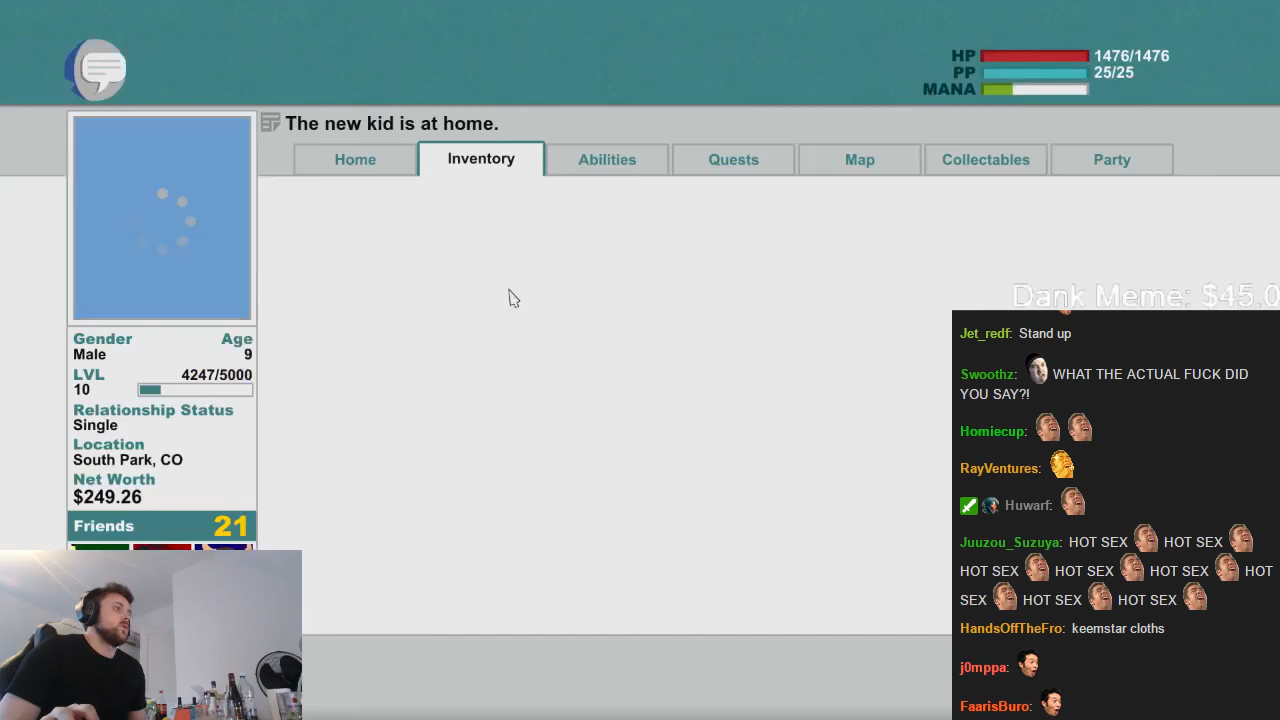 HP 1476/1476
PP 25/25
MANA
The new kid is at home.
Home Inventory Abilities Quests Map Collectables Party
Gender Age
Male 9
LVL 4247/5000
10
Relationship Status
Single
Location
South Park, CO
Net Worth
$249.26
Friends 21
Dank Meme: $45.0
Jet_redf: Stand up
Swoothz: WHAT THE ACTUAL FUCK DID
YOU SAY?!
Homiecup:
RayVentures:
Huwarf:
Juuzou_Suzuya: HOT SEX HOT SEX
HOT SEX HOT SEX HOT SEX HOT
SEX HOT SEX HOT SEX
HandsOffTheFro: keemstar cloths
j0mppa:
FaarisBuro: